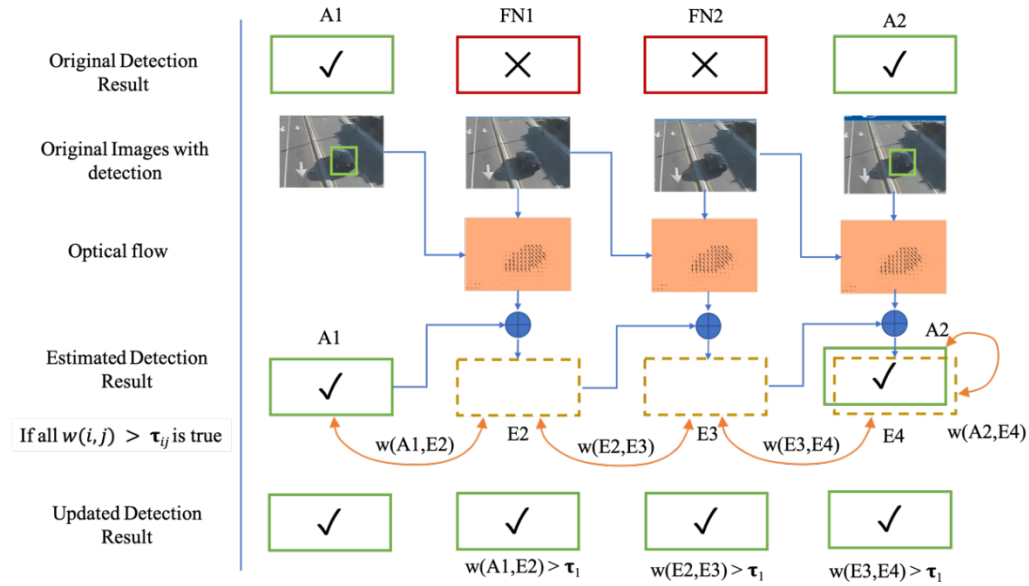 A1 FN1 FN2 A2
Original Detection
Result
✓ ✕ ✕ ✓
Original Images with
detection
Optical flow
A1
A2
Estimated Detection
Result
✓ ✓
If all w(i, j) > τij is true
w(A1,E2) E2 w(E2,E3) E3 w(E3,E4) E4 w(A2,E4)
Updated Detection
Result
✓ ✓ ✓ ✓
w(A1,E2) > τ1 w(E2,E3) > τ1 w(E3,E4) > τ1